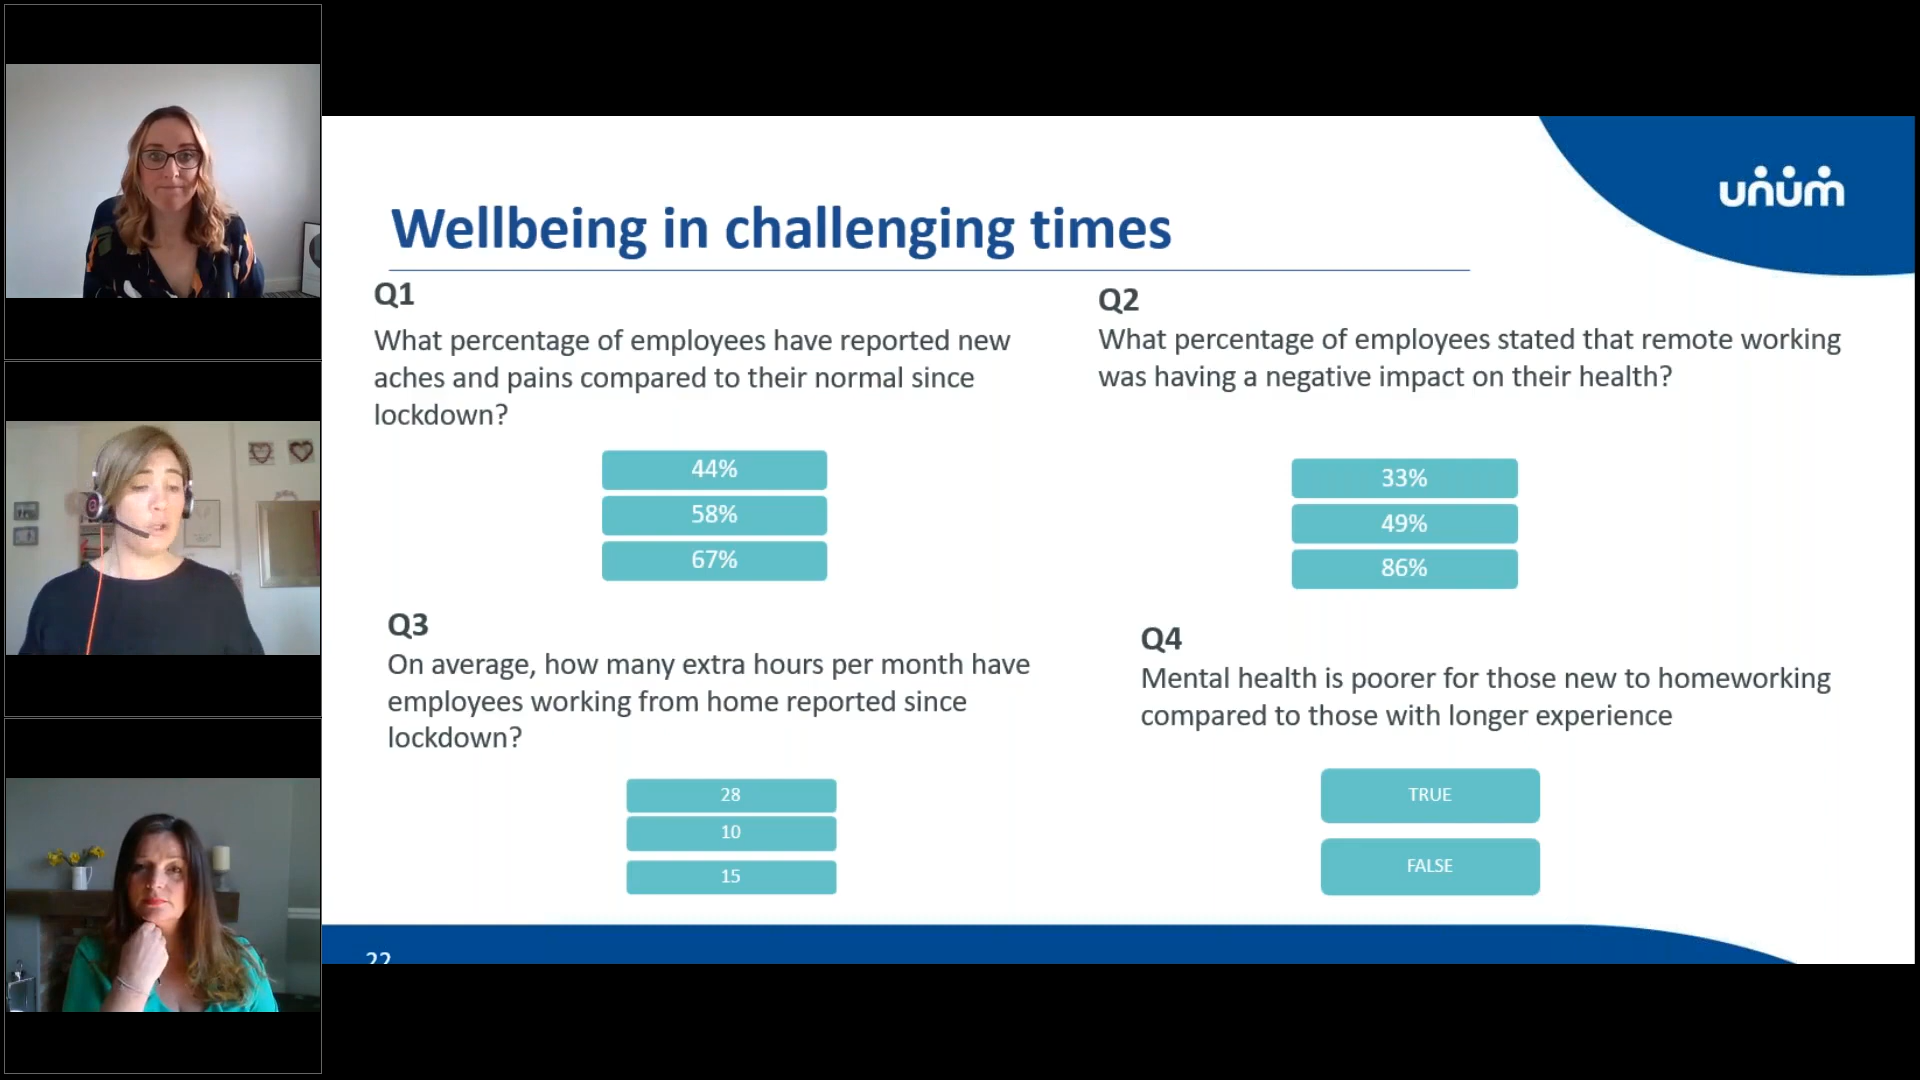 unum
Wellbeing in challenging times
Q1
What percentage of employees have reported new
aches and pains compared to their normal since
lockdown?
44%
58%
67%
Q2
What percentage of employees stated that remote working
was having a negative impact on their health?
33%
49%
86%
Q3
On average, how many extra hours per month have
employees working from home reported since
lockdown?
28
10
15
Q4
Mental health is poorer for those new to homeworking
compared to those with longer experience
TRUE
FALSE
22